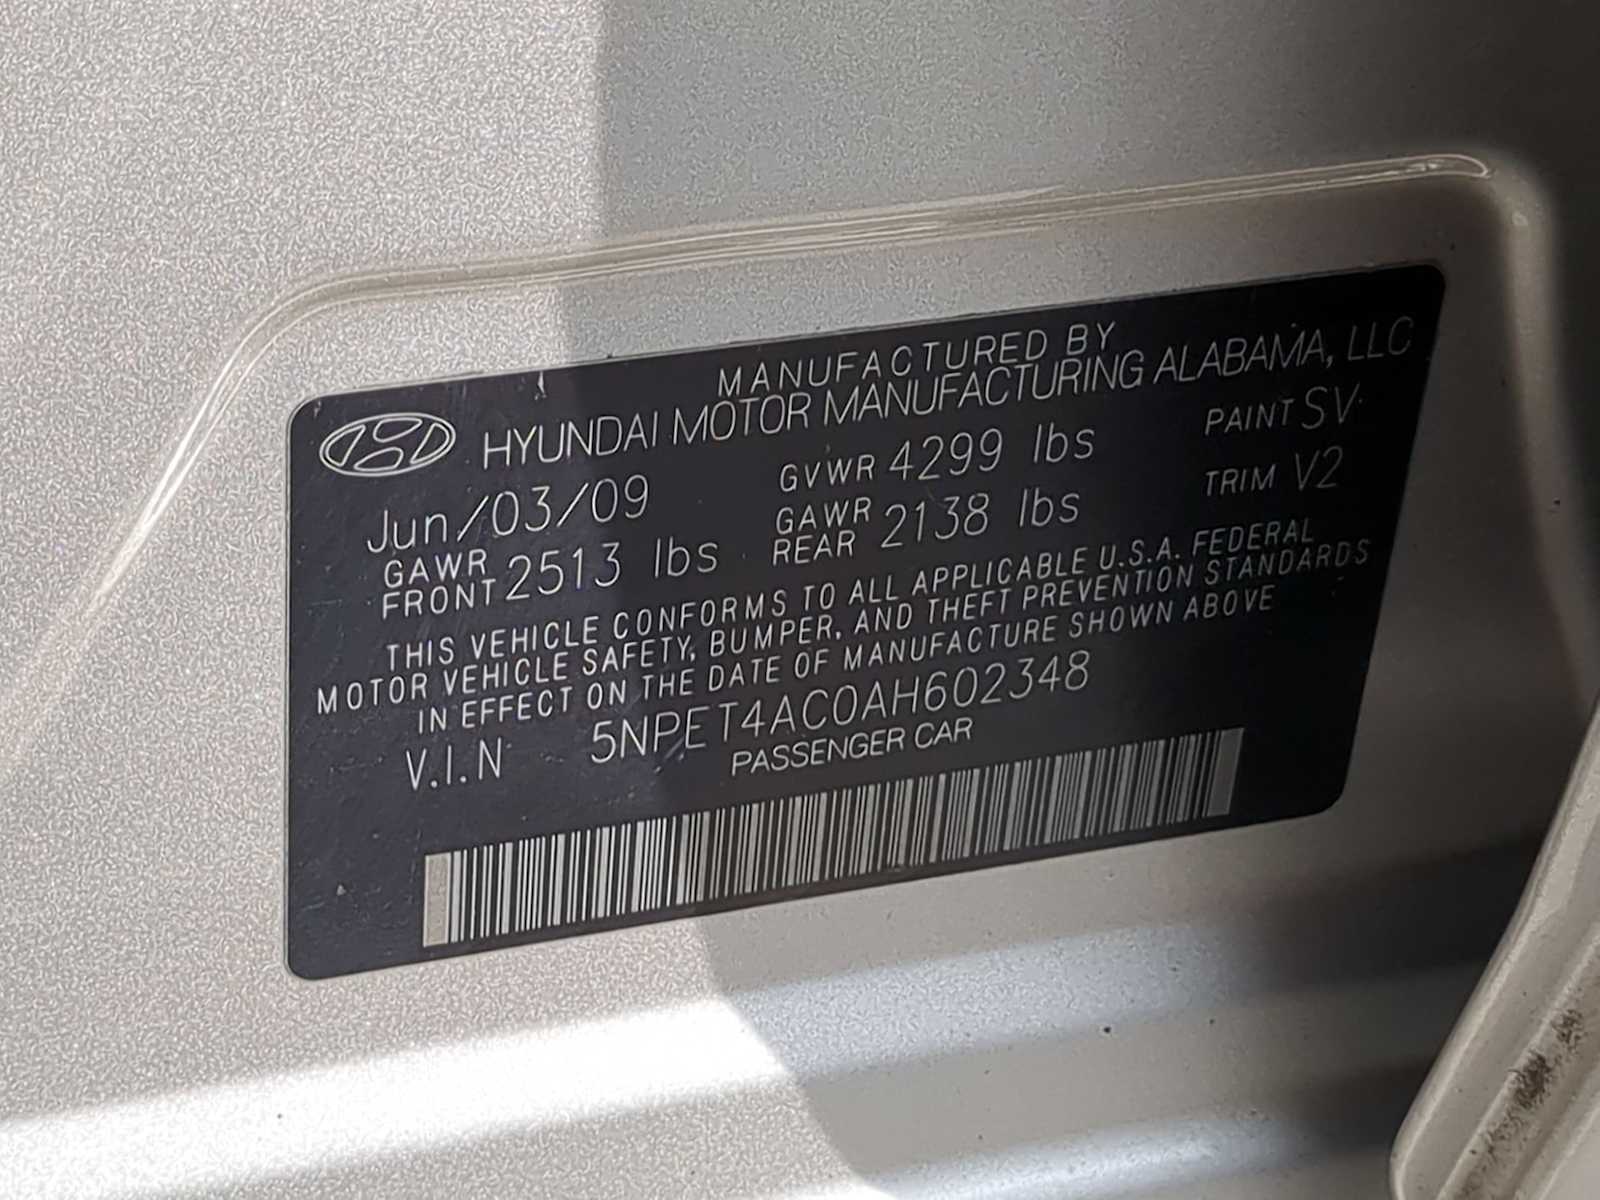 MANUFACTURED BY
HYUNDAI MOTOR MANUFACTURING ALABAMA, LLC
Jun/03/09 GVWR 4299 lbs PAINT SV
GAWR FRONT 2513 lbs GAWR REAR 2138 lbs TRIM V2
THIS VEHICLE CONFORMS TO ALL APPLICABLE U.S.A. FEDERAL
MOTOR VEHICLE SAFETY, BUMPER, AND THEFT PREVENTION STANDARDS
IN EFFECT ON THE DATE OF MANUFACTURE SHOWN ABOVE
V.I.N 5NPET4AC0AH602348
PASSENGER CAR